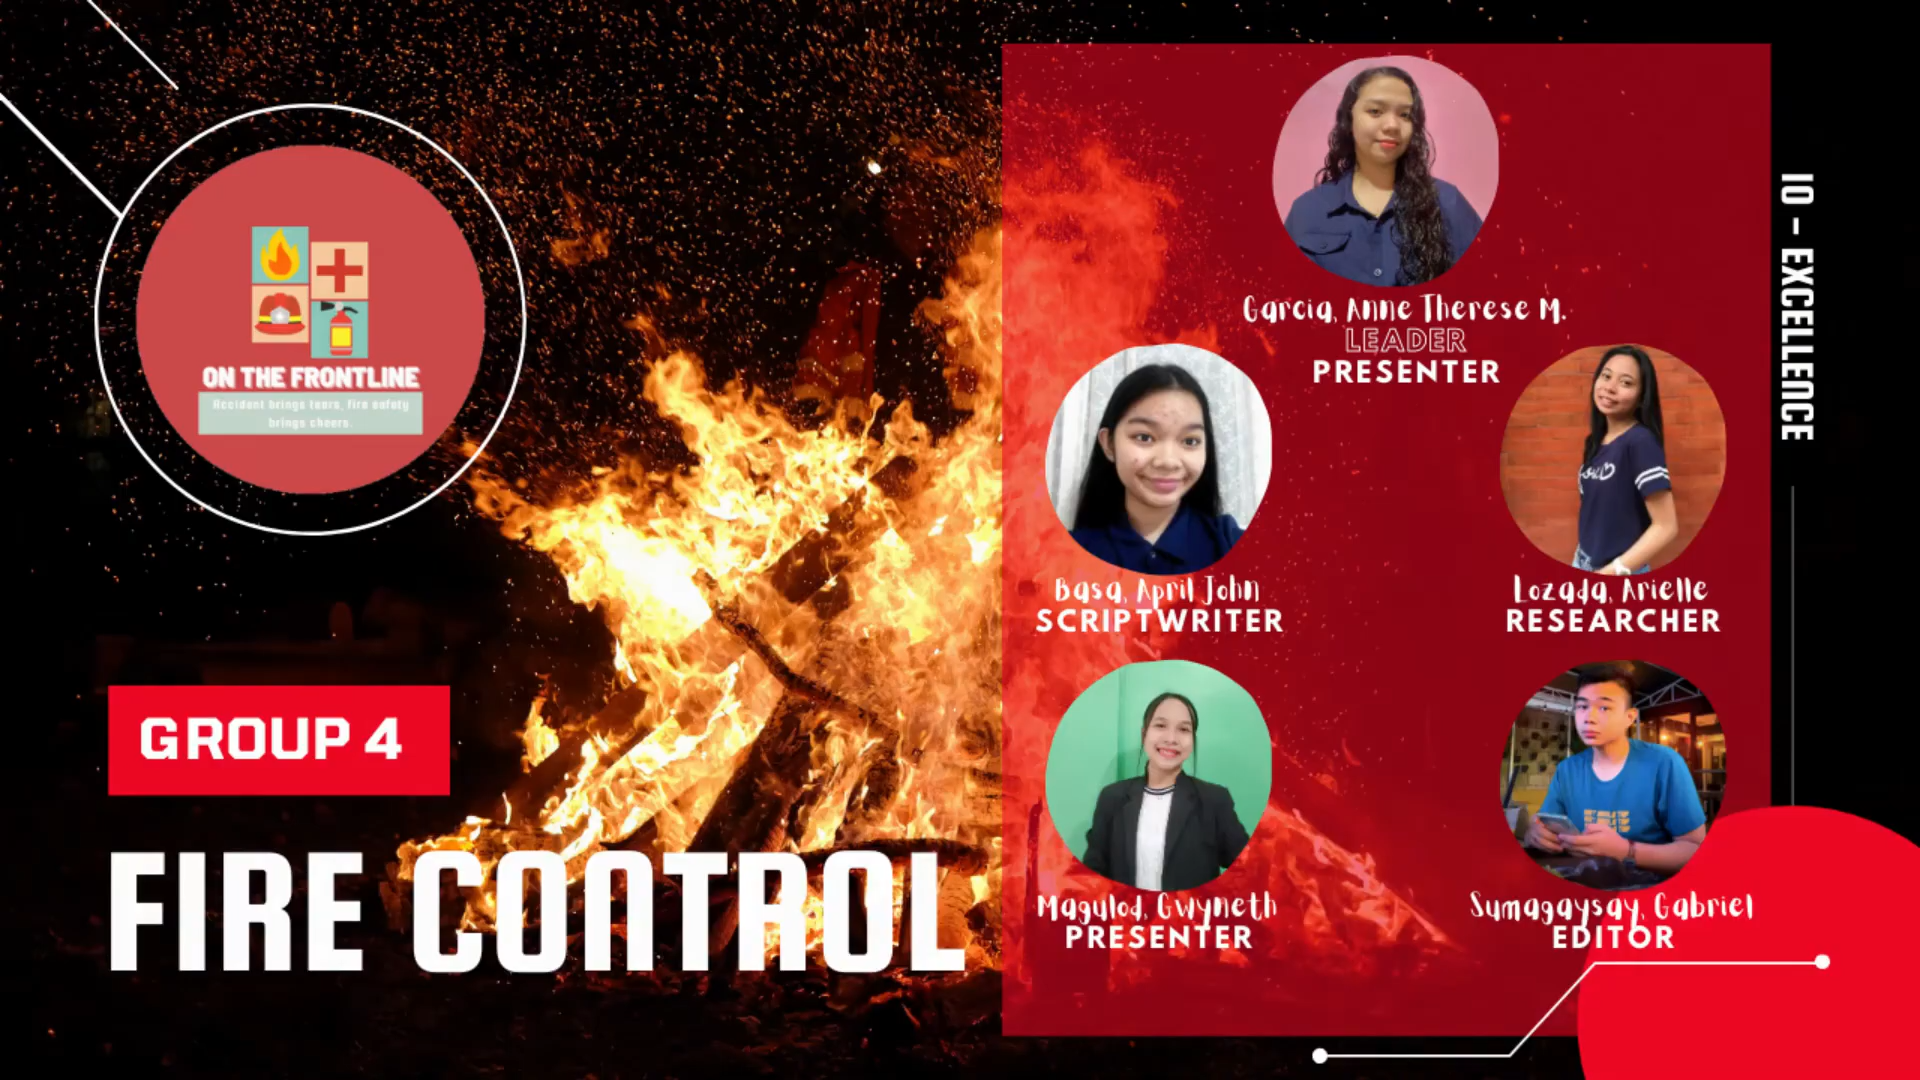 ON THE FRONTLINE
Accident brings tears, fire safety
brings cheers.
GROUP 4
FIRE CONTROL
Garcia, Anne Therese M.
LEADER
PRESENTER
Basa, April John
SCRIPTWRITER
Lozada, Arielle
RESEARCHER
Magulod, Gwyneth
PRESENTER
Sumagaysay, Gabriel
EDITOR
10 - EXCELLENCE